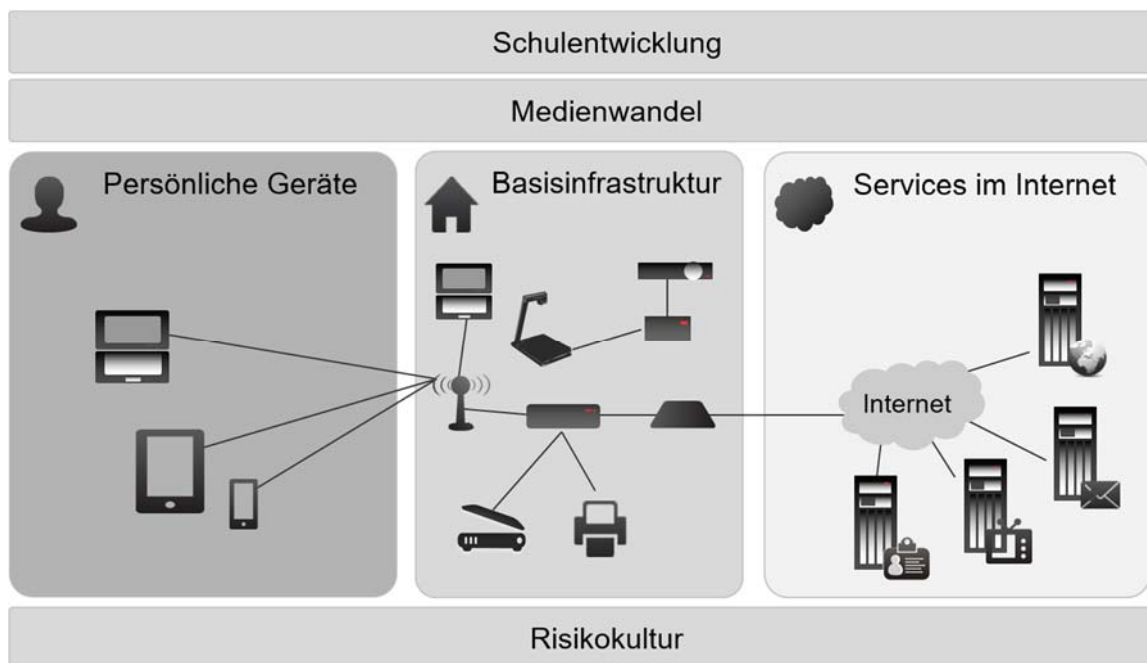 Schulentwicklung
Medienwandel
Persönliche Geräte
Basisinfrastruktur
Services im Internet
Internet
Risikokultur